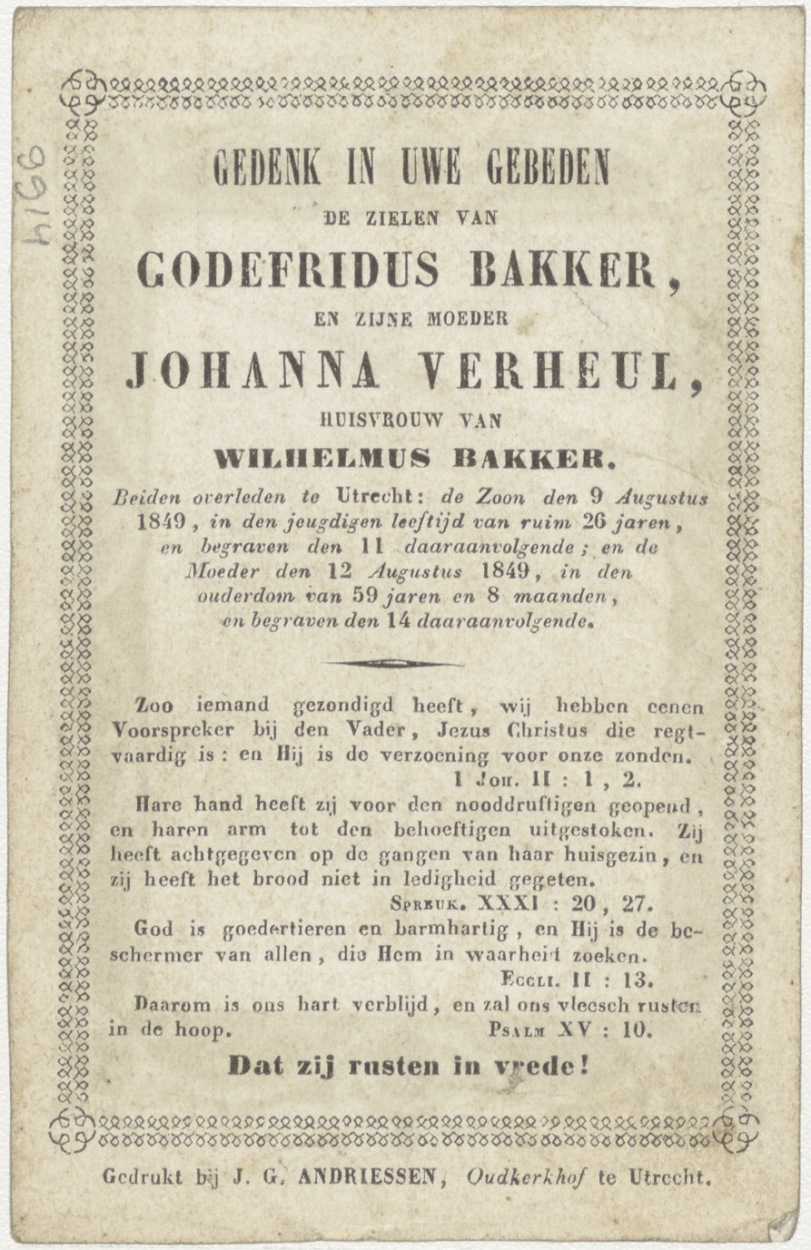 9914
GEDENK IN UWE GEBEDEN
DE ZIELEN VAN
GODEFRIDUS BAKKER,
EN ZIJNE MOEDER
JOHANNA VERHEUL,
HUISVROUW VAN
WILHELMUS BAKKER.
Beiden overleden te Utrecht: de Zoon den 9 Augustus
1849, in den jeugdigen leeftijd van ruim 26 jaren,
en begraven den 11 daaraanvolgende; en de
Moeder den 12 Augustus 1849, in den
ouderdom van 59 jaren en 8 maanden,
en begraven den 14 daaraanvolgende.
Zoo iemand gezondigd heeft, wij hebben eenen
Voorspreker bij den Vader, Jezus Christus die regt-
vaardig is: en Hij is de verzoening voor onze zonden.
1 JOH. II : 1, 2.
Hare hand heeft zij voor den nooddruftigen geopend,
en haren arm tot den behoeftigen uitgestoken. Zij
heeft achtgegeven op de gangen van haar huisgezin, en
zij heeft het brood niet in ledigheid gegeten.
SPREUK. XXXI : 20, 27.
God is goedertieren en barmhartig, en Hij is de be-
schermer van allen, die Hem in waarheid zoeken.
ECCLI. II : 13.
Daarom is ons hart verblijd, en zal ons vleesch rusten
in de hoop. PSALM XV : 10.
Dat zij rusten in vrede!
Gedrukt bij J. G. ANDRIESSEN, Oudkerkhof te Utrecht.